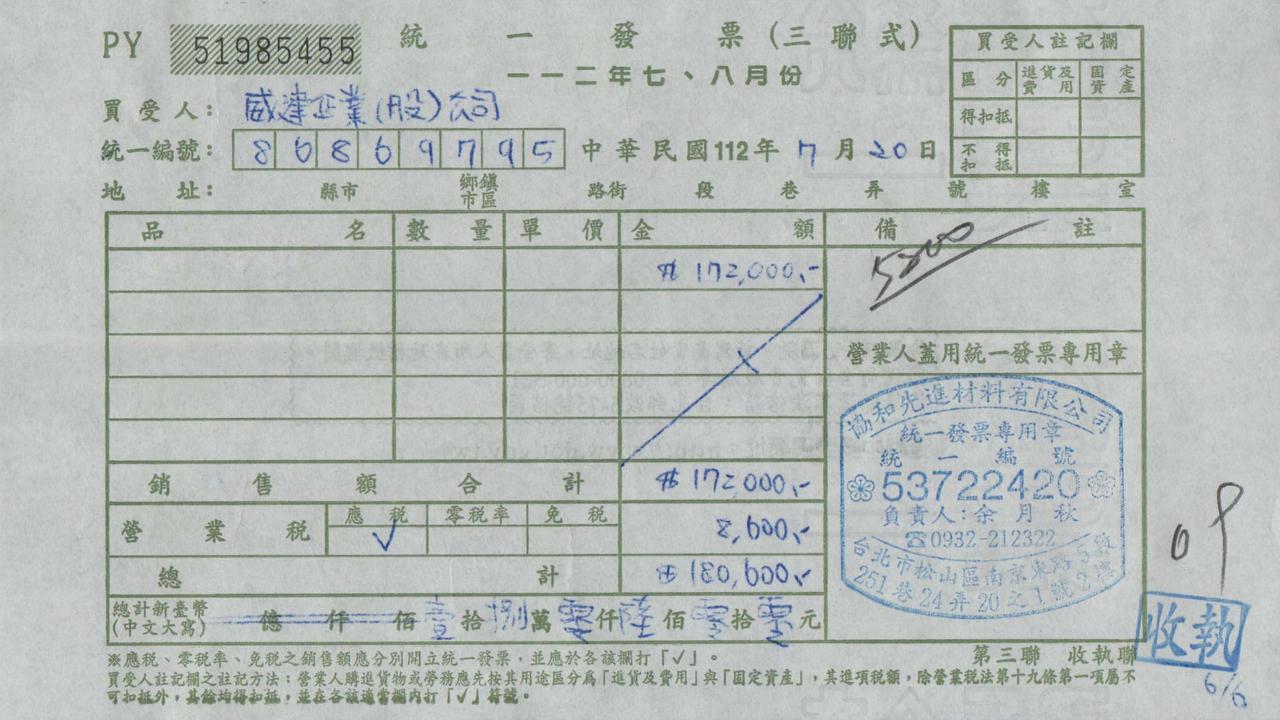 PY 51985455 統一發票(三聯式)
一一二年七、八月份
買受人註記欄
區分 進貨及費用 固定資產
得扣抵
不得扣抵
買受人: 威建企業(股)公司
統一編號: 86869795 中華民國112年 7月 20日
地址: 縣市 鄉鎮市區 路街 段 巷 弄 號 樓 室
品名 數量 單價 金額 備註
$ 172,000,-
5800
營業人蓋用統一發票專用章
銷售額合計 $ 172,000,-
營業稅 應稅 零稅率 免稅 8,600,-
✓
總計 $ 180,600,-
總計新臺幣
(中文大寫) 億 仟 佰 壹拾捌萬零仟陸佰零拾零元
協和先進材料有限公司
統一發票專用章
統一編號
53722420
負責人:余月秋
☎0932-212322
台北市松山區南京東路5段
251巷24弄20之1號2樓
09
收執
6/6
第三聯 收執聯
※應稅、零稅率、免稅之銷售額應分別開立統一發票,並應於各該欄打「✓」。
買受人註記欄之註記方法:營業人購進貨物或勞務應先按其用途區分為「進貨及費用」與「固定資產」,其進項稅額,除營業稅法第十九條第一項屬不
可扣抵外,其餘均得扣抵,並在各該適當欄內打「✓」符號。